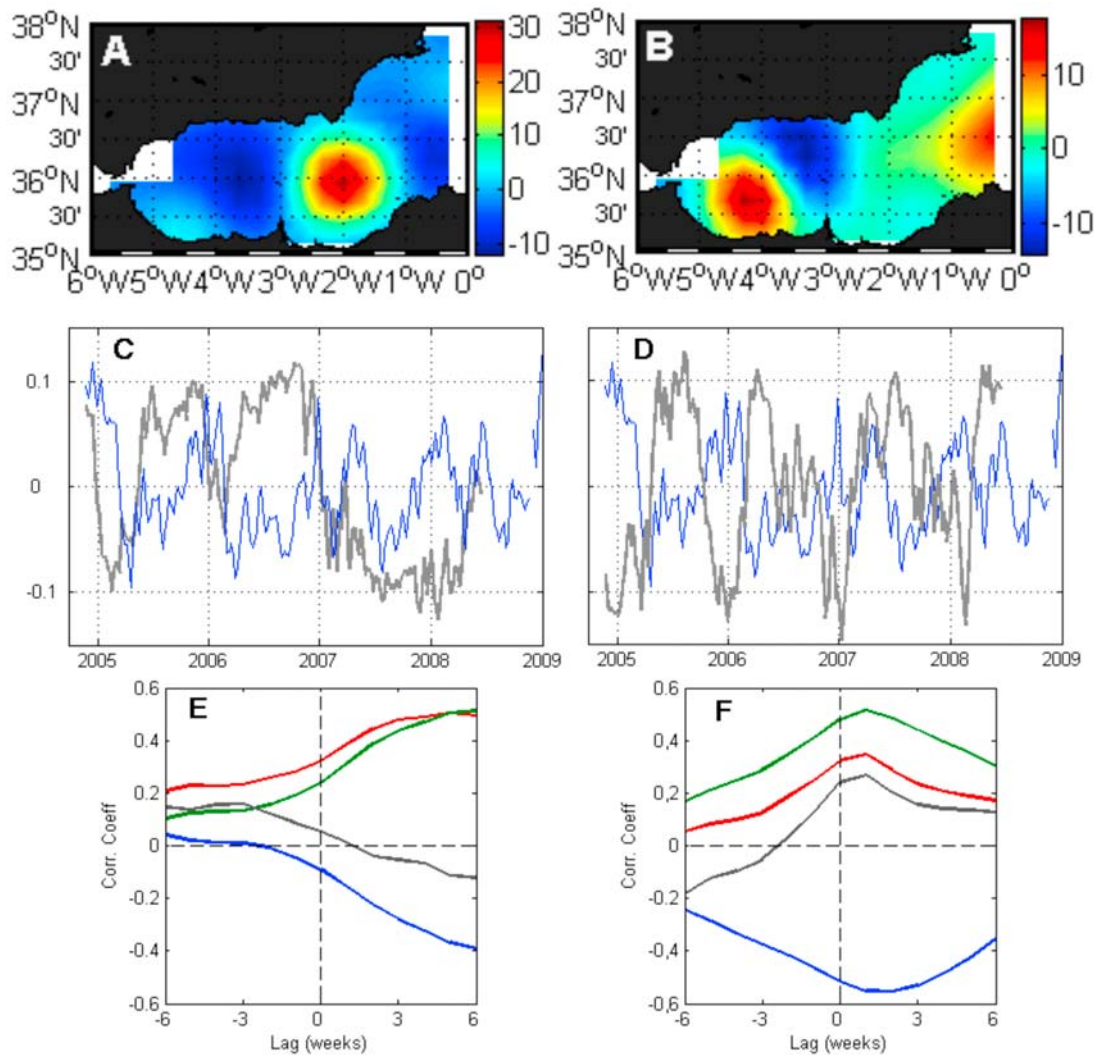 A
38°N
30'
37°N
30'
36°N
30'
35°N
6°W5°W4°W3°W2°W1°W 0°
30
20
10
0
-10
B
38°N
30'
37°N
30'
36°N
30'
35°N
6°W5°W4°W3°W2°W1°W 0°
10
0
-10
C
0.1
0
-0.1
2005 2006 2007 2008 2009
D
2005 2006 2007 2008 2009
E
0.6
0.4
0.2
0
-0.2
-0.4
-0.6
Corr. Coeff
-6 -3 0 3 6
Lag (weeks)
F
0.6
0.4
0.2
0
-0.2
-0.4
-0.6
Corr. Coeff
-6 -3 0 3 6
Lag (weeks)